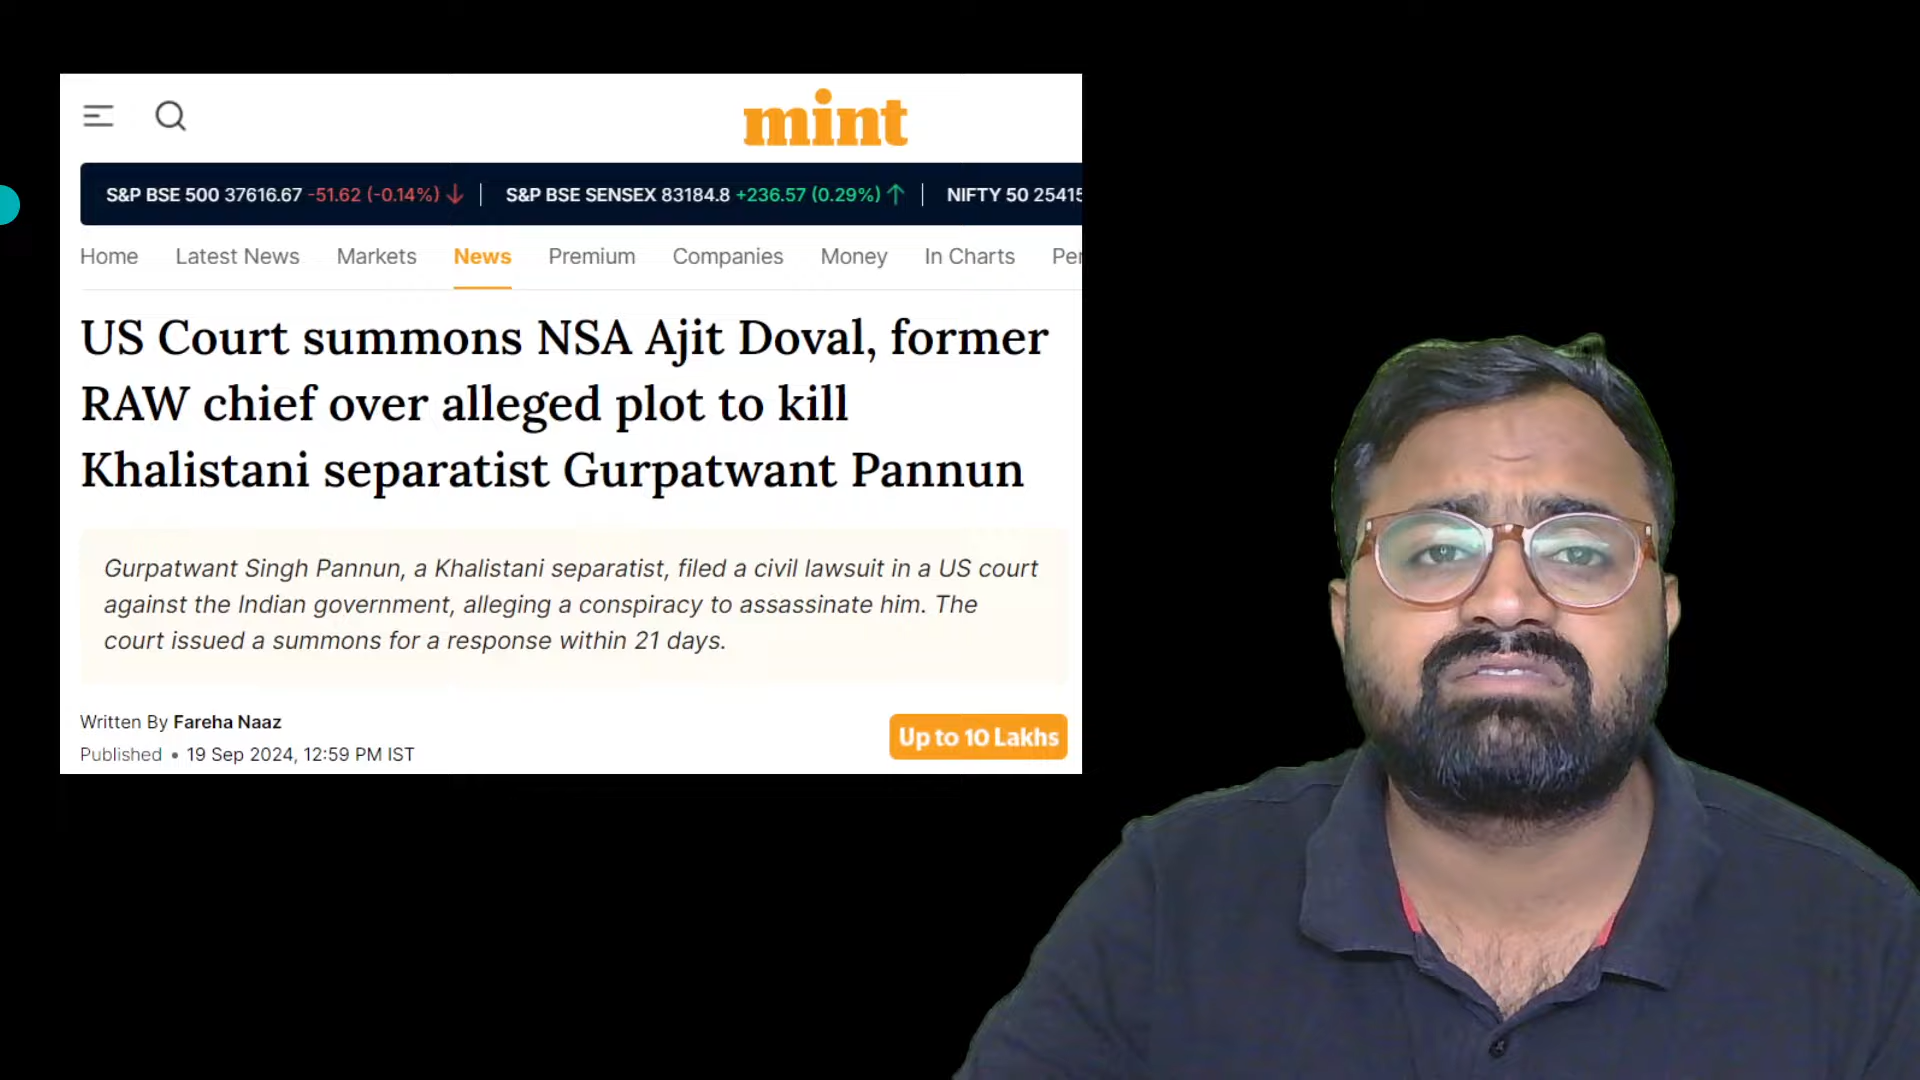 mint
S&P BSE 500 37616.67 -51.62 (-0.14%) S&P BSE SENSEX 83184.8 +236.57 (0.29%) NIFTY 50 25415
Home Latest News Markets News Premium Companies Money In Charts Per
US Court summons NSA Ajit Doval, former
RAW chief over alleged plot to kill
Khalistani separatist Gurpatwant Pannun
Gurpatwant Singh Pannun, a Khalistani separatist, filed a civil lawsuit in a US court
against the Indian government, alleging a conspiracy to assassinate him. The
court issued a summons for a response within 21 days.
Written By Fareha Naaz
Published • 19 Sep 2024, 12:59 PM IST
Up to 10 Lakhs